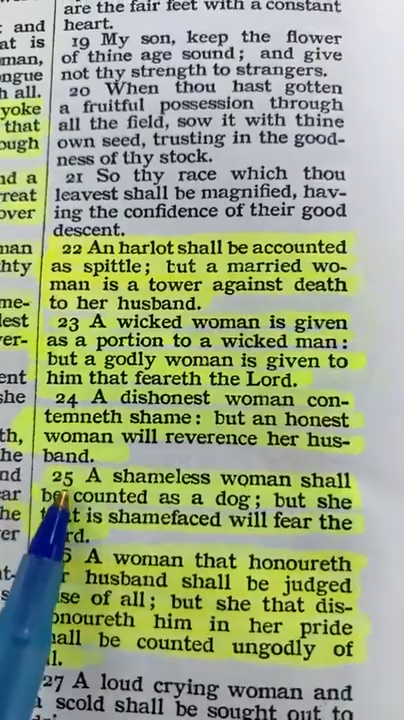 are the fair feet with a constant
heart.
19 My son, keep the flower
of thine age sound; and give
not thy strength to strangers.
20 When thou hast gotten
a fruitful possession through
all the field, sow it with thine
own seed, trusting in the good-
ness of thy stock.
21 So thy race which thou
leavest shall be magnified, hav-
ing the confidence of their good
descent.
22 An harlot shall be accounted
as spittle; but a married wo-
man is a tower against death
to her husband.
23 A wicked woman is given
as a portion to a wicked man:
but a godly woman is given to
him that feareth the Lord.
24 A dishonest woman con-
temneth shame: but an honest
woman will reverence her hus-
band.
25 A shameless woman shall
be counted as a dog; but she
is shamefaced will fear the
A woman that honoureth
husband shall be judged
of all; but she that dis-
him in her pride
be counted ungodly of
27 A loud crying woman and
scold shall be sought out to